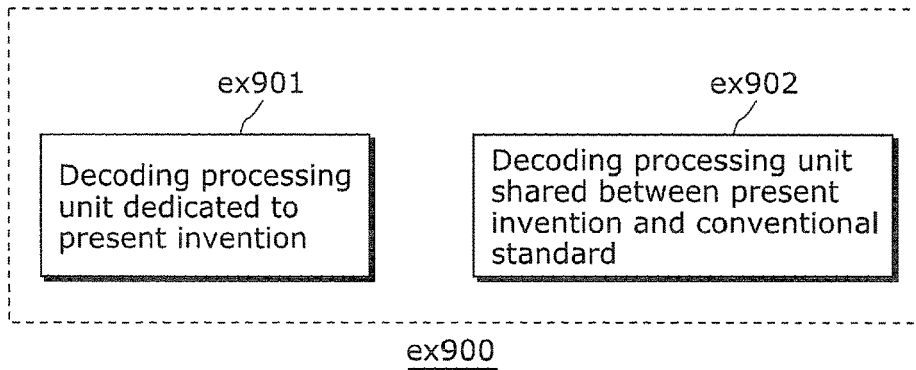 ex901
ex902
Decoding processing
unit dedicated to
present invention
Decoding processing unit
shared between present
invention and conventional
standard
ex900